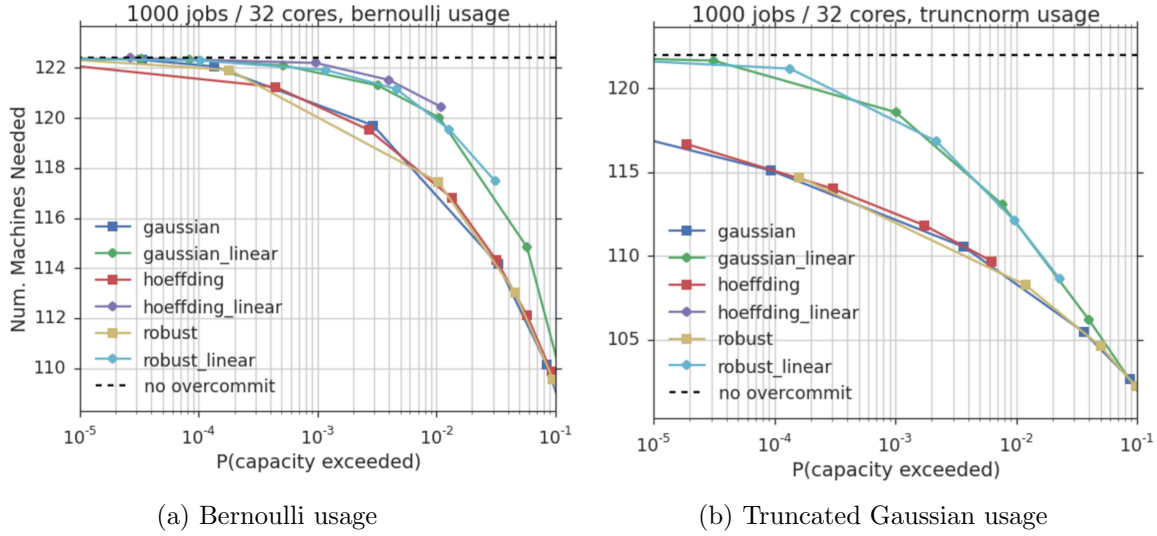 1000 jobs / 32 cores, bernoulli usage
Num. Machines Needed
122
120
118
116
114
112
110
gaussian
gaussian_linear
hoeffding
hoeffding_linear
robust
robust_linear
no overcommit
10^-5
10^-4
10^-3
10^-2
10^-1
P(capacity exceeded)
(a) Bernoulli usage
1000 jobs / 32 cores, truncnorm usage
120
115
110
105
gaussian
gaussian_linear
hoeffding
hoeffding_linear
robust
robust_linear
no overcommit
10^-5
10^-4
10^-3
10^-2
10^-1
P(capacity exceeded)
(b) Truncated Gaussian usage